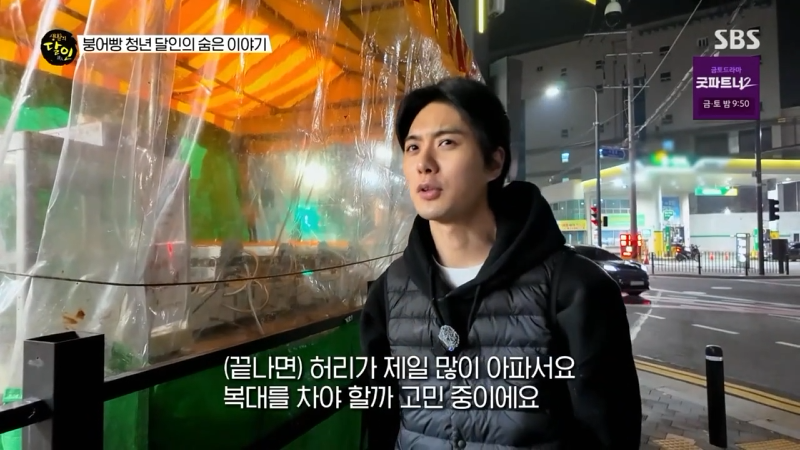 생활의 달인
붕어빵 청년 달인의 숨은 이야기
SBS
금토드라마
굿파트너2
금·토 밤 9:50
(끝나면) 허리가 제일 많이 아파서요
복대를 차야 할까 고민 중이에요